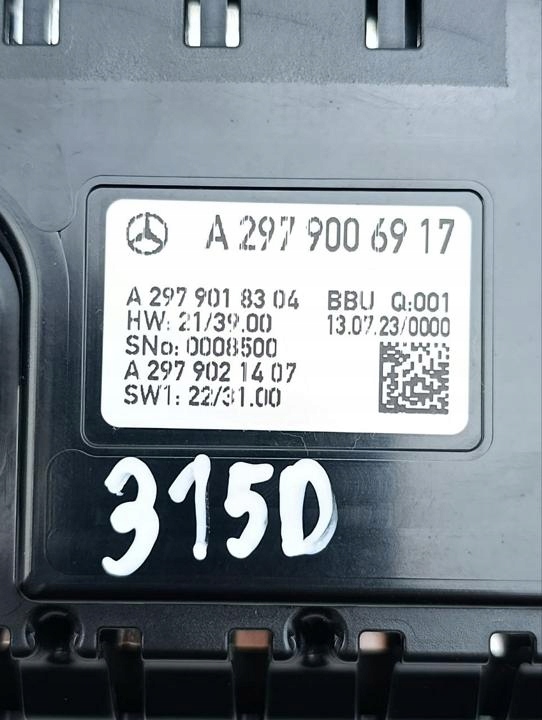 A 297 900 69 17
A 297 901 83 04 BBU Q:001
HW: 21/39.00 13.07.23/0000
SNo: 0008500
A 297 902 14 07
SW1: 22/31.00
315D